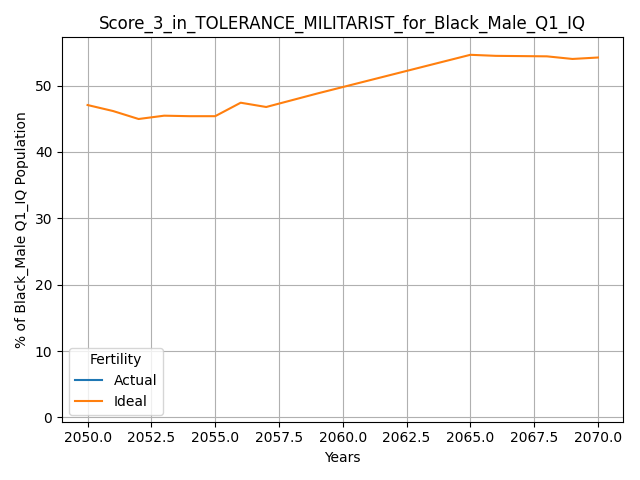 Score_3_in_TOLERANCE_MILITARIST_for_Black_Male_Q1_IQ
% of Black_Male Q1_IQ Population
50
40
30
20
10
0
Fertility
Actual
Ideal
2050.0 2052.5 2055.0 2057.5 2060.0 2062.5 2065.0 2067.5 2070.0
Years